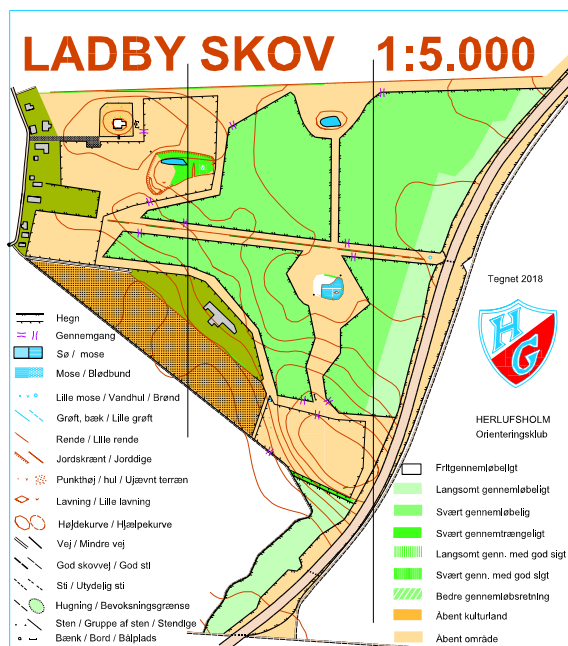 LADBY SKOV 1:5.000
Tegnet 2018
H
G
HERLUFSHOLM
Orienteringsklub
Hegn
Gennemgang
Sø / mose
Mose / Blødbund
Lille mose / Vandhul / Brønd
Grøft, bæk / Lille grøft
Rende / Lille rende
Jordskrænt / Jorddige
Punkthøj / hul / Ujævnt terræn
Lavning / Lille lavning
Højdekurve / Hjælpekurve
Vej / Mindre vej
God skovvej / God sti
Sti / Utydelig sti
Hugning / Bevoksningsgrænse
Sten / Gruppe af sten / Stendige
Bænk / Bord / Bålplads
Fritgennemløbeligt
Langsomt gennemløbeligt
Svært gennemløbelig
Svært gennemtrængeligt
Langsomt genn. med god sigt
Svært genn. med god sigt
Bedre gennemløbsretning
Åbent kulturland
Åbent område